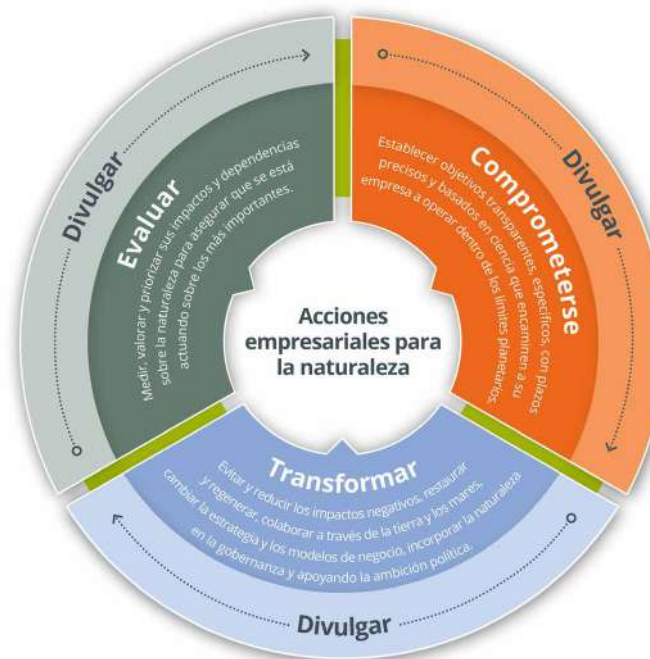 Divulgar
Evaluar
Medir, valorar y priorizar sus impactos y dependencias
sobre la naturaleza para asegurar que se está
actuando sobre los más importantes.
Divulgar
Comprometerse
Establecer objetivos transparentes, específicos, con plazos
precisos y basados en ciencia que encaminen a su
empresa a operar dentro de los límites planetarios.
Acciones
empresariales para
la naturaleza
Transformar
Evitar y reducir los impactos negativos, restaurar
y regenerar, colaborar a través de la tierra y los mares,
cambiar la estrategia y los modelos de negocio, incorporar la naturaleza
en la gobernanza y apoyando la ambición política.
Divulgar